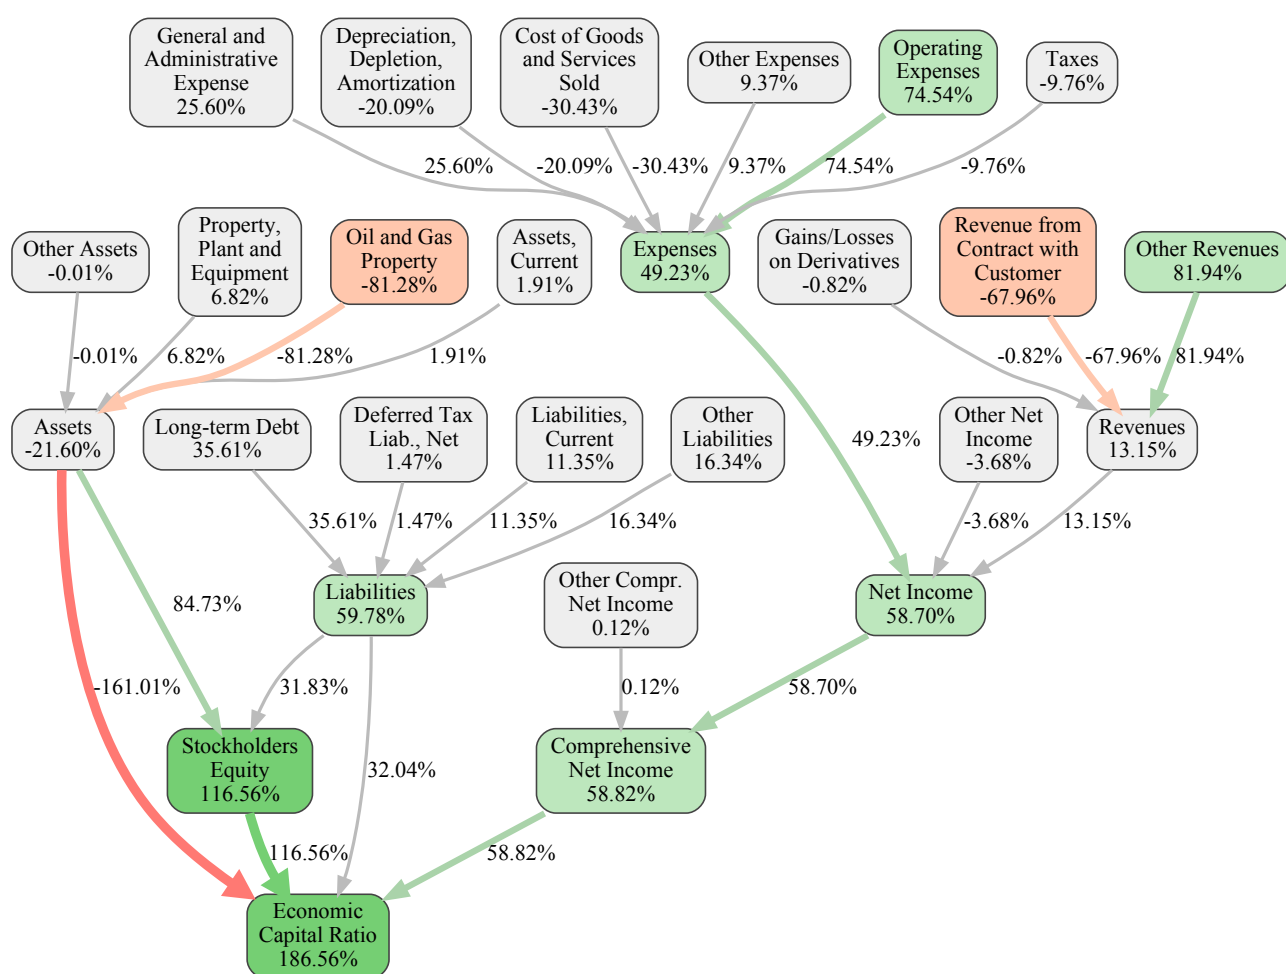 General and
Administrative
Expense
25.60%
Depreciation,
Depletion,
Amortization
-20.09%
Cost of Goods
and Services
Sold
-30.43%
Other Expenses
9.37%
Operating
Expenses
74.54%
Taxes
-9.76%
25.60%
-20.09%
-30.43%
9.37%
74.54%
-9.76%
Other Assets
-0.01%
Property,
Plant and
Equipment
6.82%
Oil and Gas
Property
-81.28%
Assets,
Current
1.91%
Expenses
49.23%
Gains/Losses
on Derivatives
-0.82%
Revenue from
Contract with
Customer
-67.96%
Other Revenues
81.94%
-0.01%
6.82%
-81.28%
1.91%
-0.82%
-67.96%
81.94%
Assets
-21.60%
Long-term Debt
35.61%
Deferred Tax
Liab., Net
1.47%
Liabilities,
Current
11.35%
Other
Liabilities
16.34%
49.23%
Other Net
Income
-3.68%
Revenues
13.15%
35.61%
1.47%
11.35%
16.34%
-3.68%
13.15%
84.73%
Liabilities
59.78%
Other Compr.
Net Income
0.12%
Net Income
58.70%
-161.01%
31.83%
0.12%
58.70%
Stockholders
Equity
116.56%
32.04%
Comprehensive
Net Income
58.82%
116.56%
58.82%
Economic
Capital Ratio
186.56%